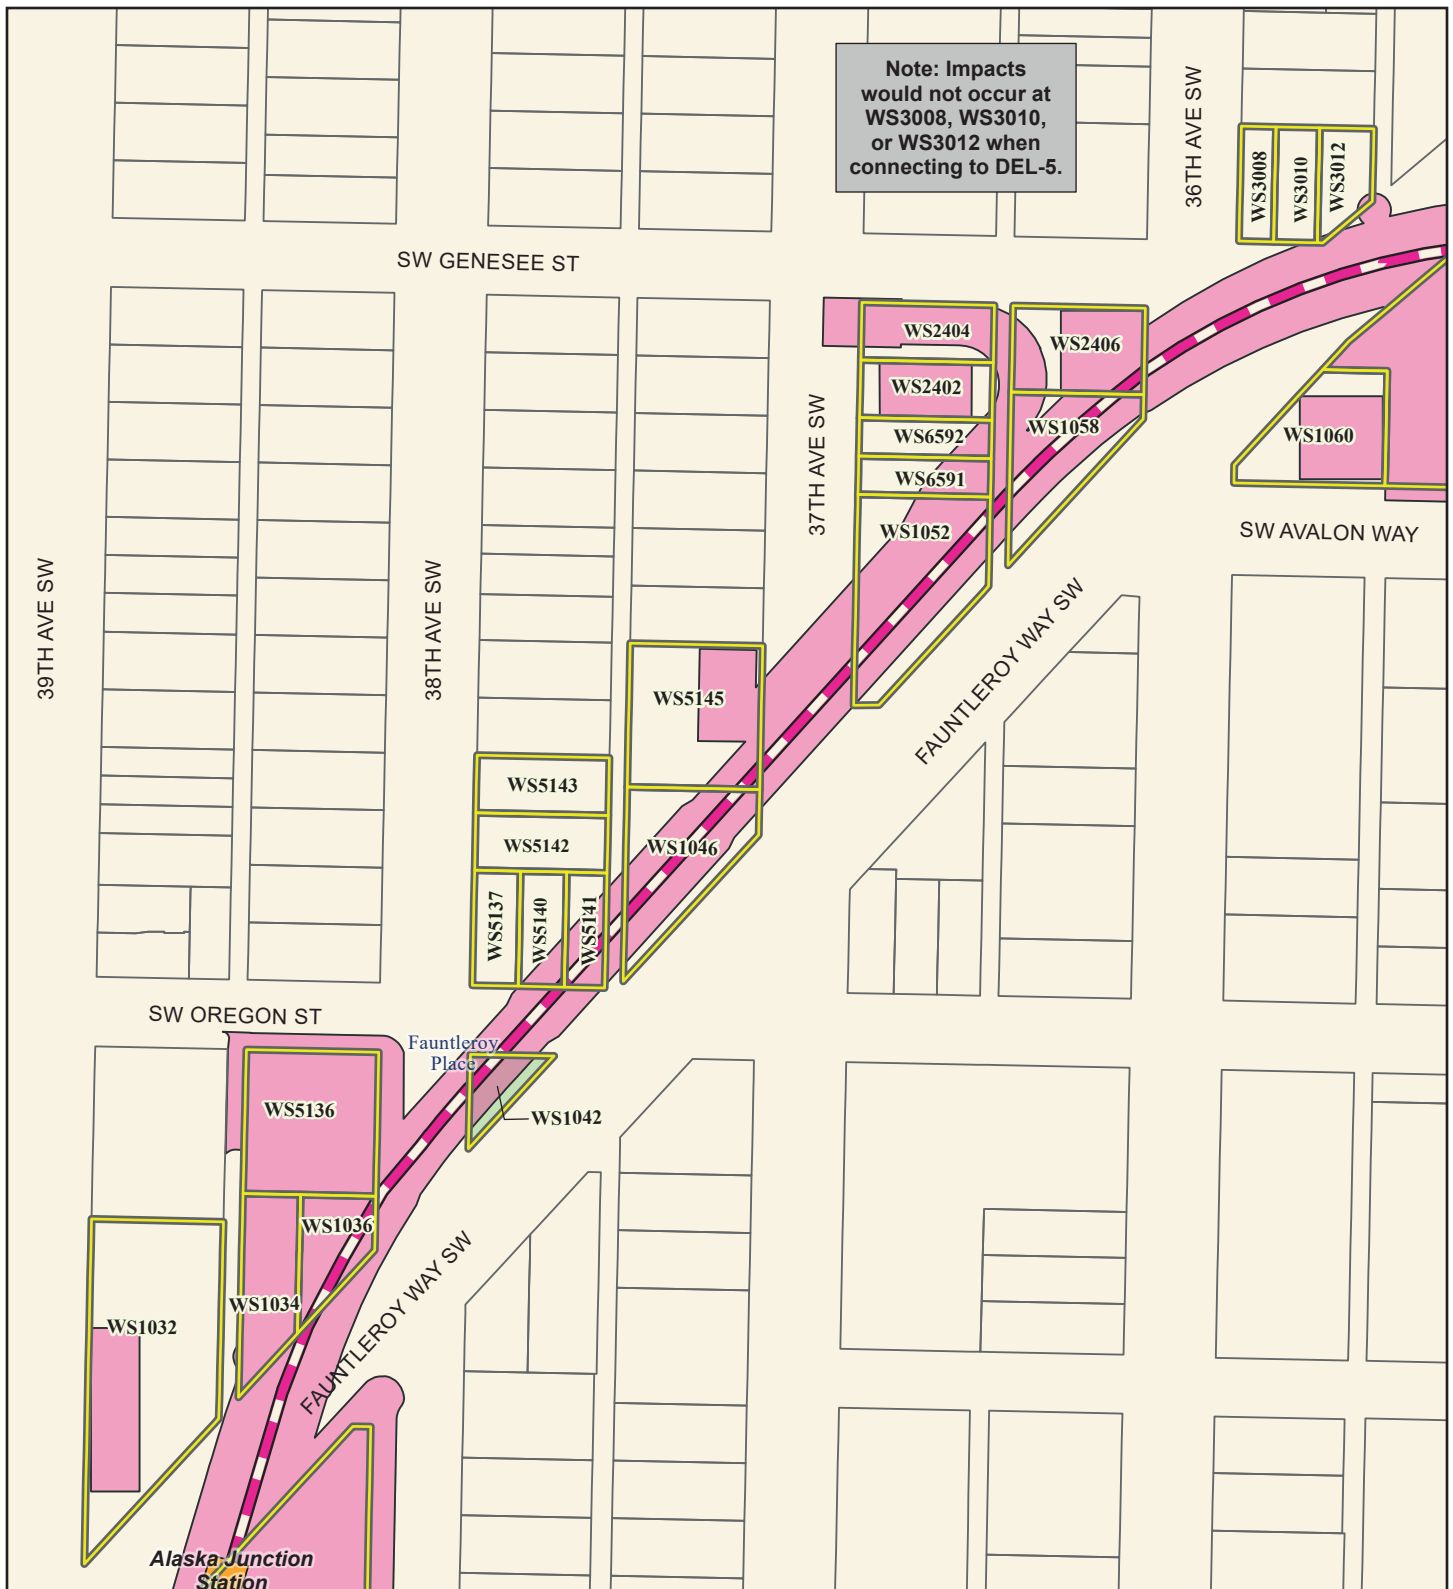 Note: Impacts
would not occur at
WS3008, WS3010,
or WS3012 when
connecting to DEL-5.
36TH AVE SW
WS3008
WS3010
WS3012
SW GENESEE ST
WS2404
WS2406
WS2402
37TH AVE SW
WS6592
WS1058
WS1060
WS6591
WS1052
SW AVALON WAY
39TH AVE SW
38TH AVE SW
FAUNTLEROY WAY SW
WS5145
WS5143
WS5142
WS1046
WS5137
WS5140
WS5141
SW OREGON ST
Fauntleroy
Place
WS5136
WS1042
WS1036
WS1034
WS1032
FAUNTLEROY WAY SW
Alaska Junction
Station